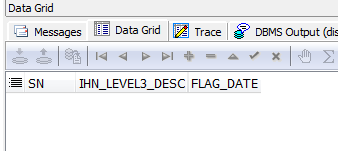 Data Grid
Messages Data Grid Trace DBMS Output (dis
SN IHN_LEVEL3_DESC FLAG_DATE